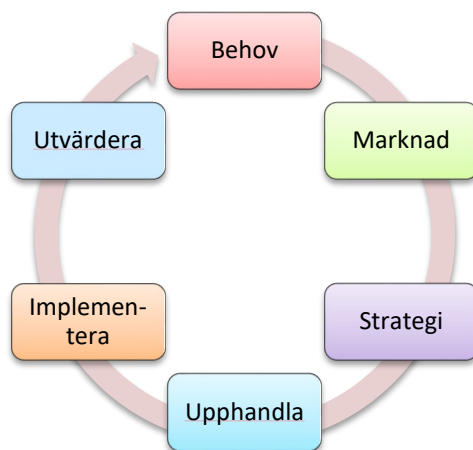 Behov
Marknad
Strategi
Upphandla
Implemen-
tera
Utvärdera